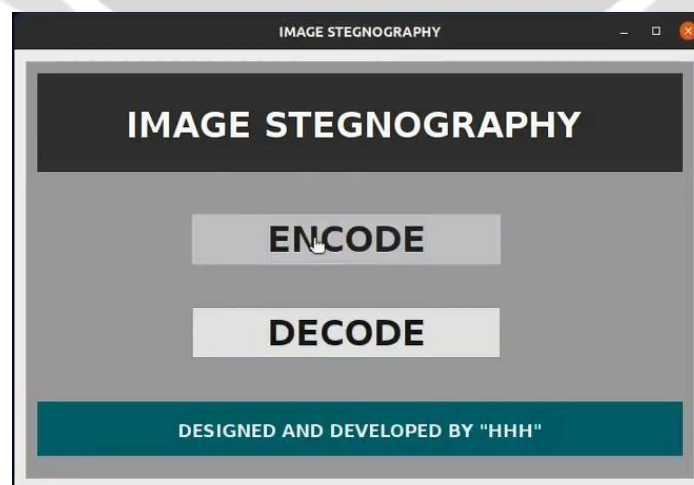 IMAGE STEGNOGRAPHY
IMAGE STEGNOGRAPHY
ENCODE
DECODE
DESIGNED AND DEVELOPED BY "HHH"